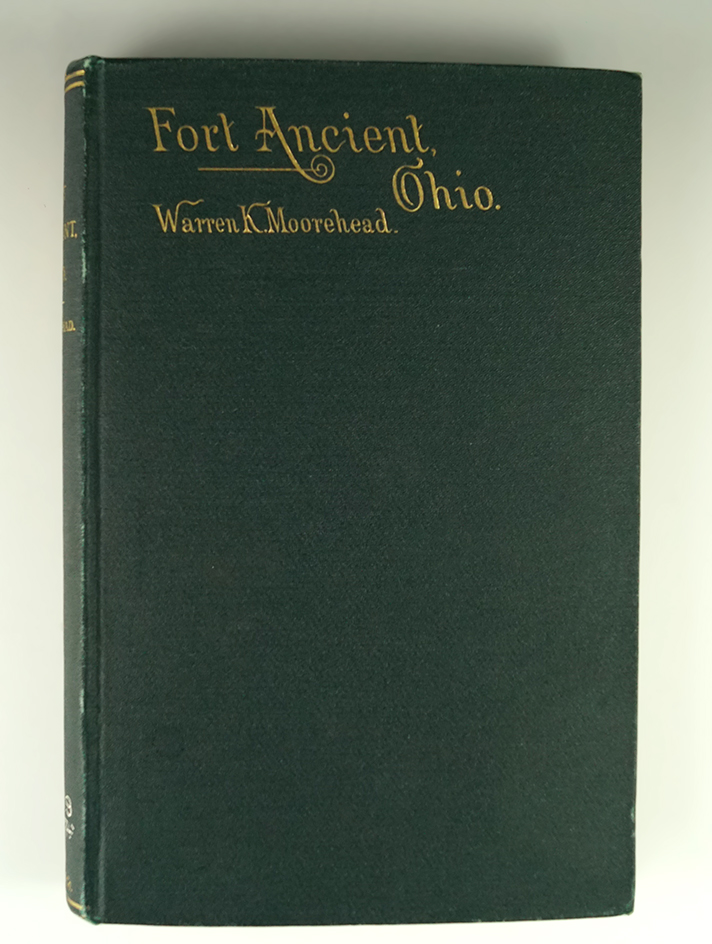 Fort Ancient,
Ohio.
Warren K. Moorehead.